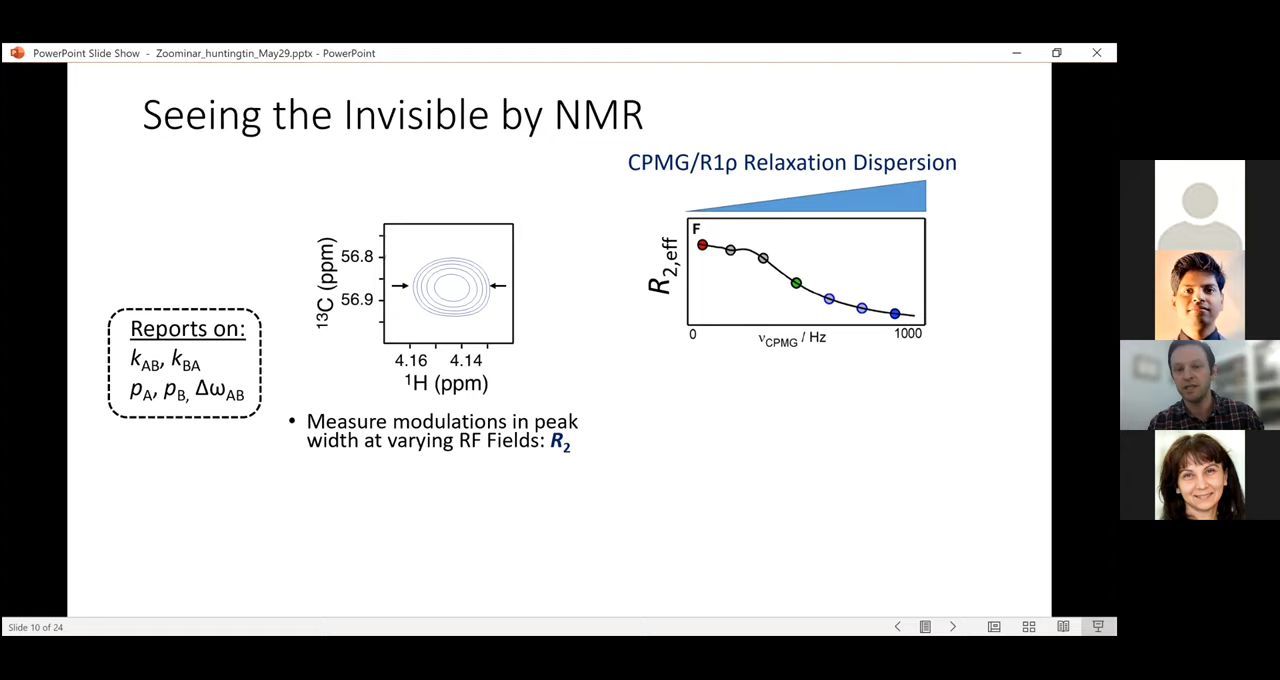 PowerPoint Slide Show - Zoominar_huntingtin_May29.pptx - PowerPoint
Seeing the Invisible by NMR
CPMG/R1ρ Relaxation Dispersion
F
R2,eff
0
1000
νCPMG / Hz
13C (ppm)
56.8
56.9
4.16
4.14
1H (ppm)
Reports on:
kAB, kBA
pA, pB, ΔωAB
• Measure modulations in peak
width at varying RF Fields: R2
Slide 10 of 24